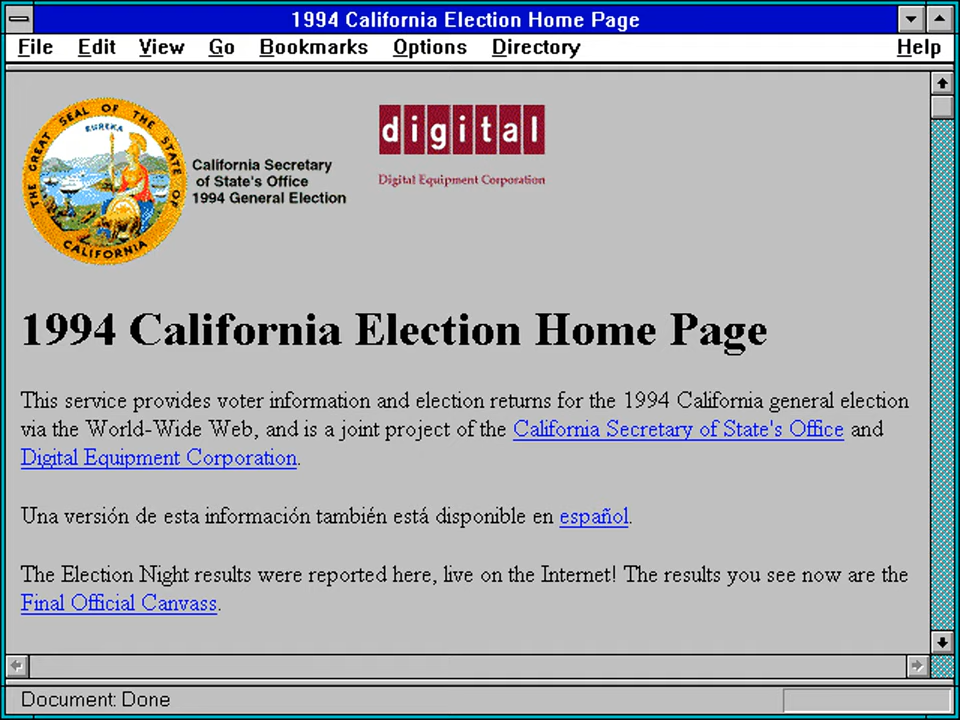 1994 California Election Home Page
File Edit View Go Bookmarks Options Directory Help
THE GREAT SEAL OF THE STATE OF CALIFORNIA
EUREKA
California Secretary
of State's Office
1994 General Election
digital
Digital Equipment Corporation
1994 California Election Home Page
This service provides voter information and election returns for the 1994 California general election
via the World-Wide Web, and is a joint project of the California Secretary of State's Office and
Digital Equipment Corporation.
Una versión de esta información también está disponible en español.
The Election Night results were reported here, live on the Internet! The results you see now are the
Final Official Canvass.
Document: Done